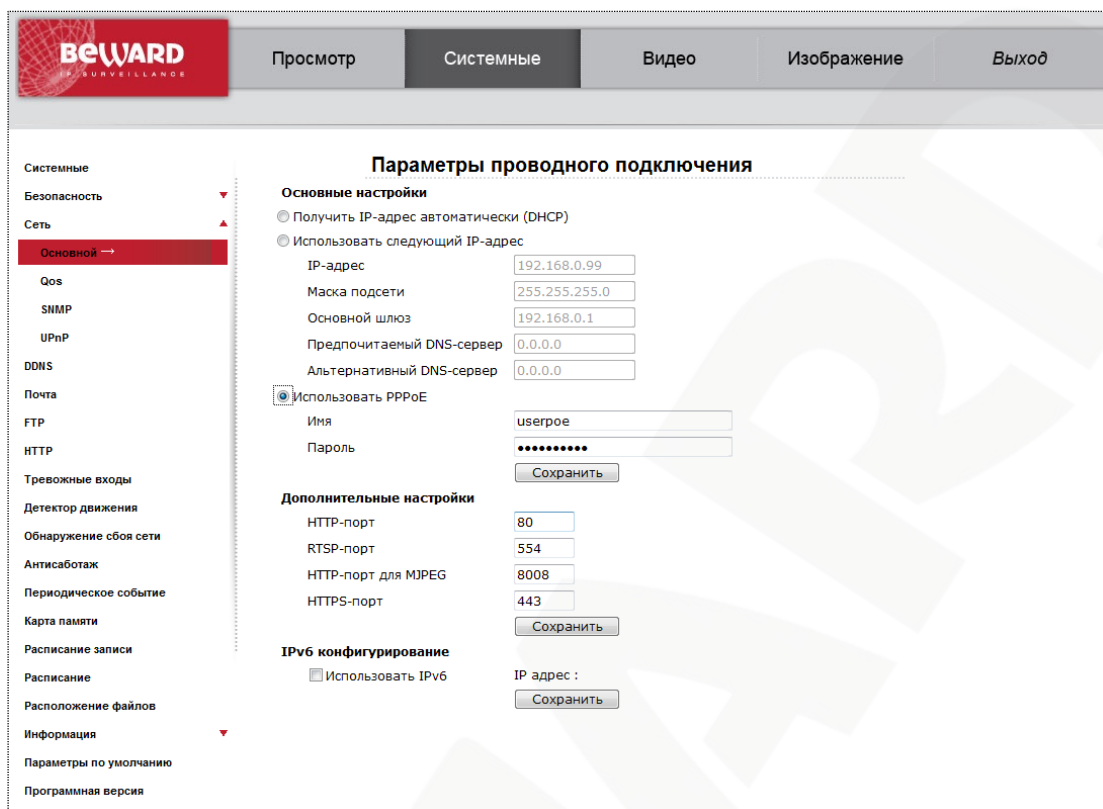 BEWARD
IP SURVEILLANCE
Просмотр
Системные
Видео
Изображение
Выход
Системные
Безопасность
Сеть
Основной →
Qos
SNMP
UPnP
DDNS
Почта
FTP
HTTP
Тревожные входы
Детектор движения
Обнаружение сбоя сети
Антисаботаж
Периодическое событие
Карта памяти
Расписание записи
Расписание
Расположение файлов
Информация
Параметры по умолчанию
Программная версия
Параметры проводного подключения
Основные настройки
Получить IP-адрес автоматически (DHCP)
Использовать следующий IP-адрес
IP-адрес 192.168.0.99
Маска подсети 255.255.255.0
Основной шлюз 192.168.0.1
Предпочитаемый DNS-сервер 0.0.0.0
Альтернативный DNS-сервер 0.0.0.0
Использовать PPPoE
Имя userpoe
Пароль ••••••••••
Сохранить
Дополнительные настройки
HTTP-порт 80
RTSP-порт 554
HTTP-порт для MJPEG 8008
HTTPS-порт 443
Сохранить
IPv6 конфигурирование
Использовать IPv6 IP адрес :
Сохранить